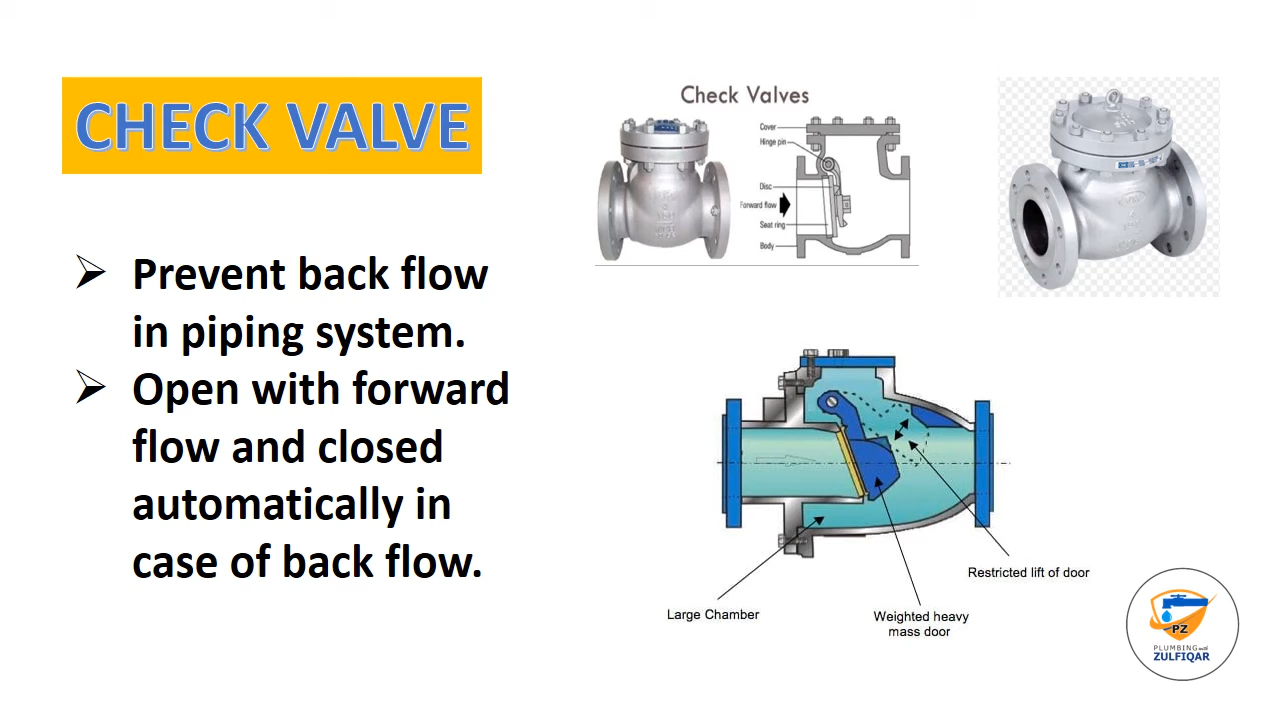 CHECK VALVE
➢ Prevent back flow
in piping system.
➢ Open with forward
flow and closed
automatically in
case of back flow.
Check Valves
Cover
Hinge pin
Disc
Forward flow
Seat ring
Body
Restricted lift of door
Large Chamber
Weighted heavy
mass door
PZ
PLUMBING with
ZULFIQAR